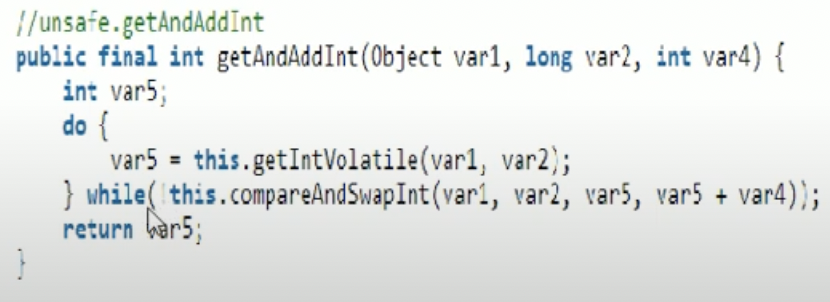 //unsafe.getAndAddInt
public final int getAndAddInt(Object var1, long var2, int var4) {
int var5;
do {
var5 = this.getIntVolatile(var1, var2);
} while(!this.compareAndSwapInt(var1, var2, var5, var5 + var4));
return var5;
}